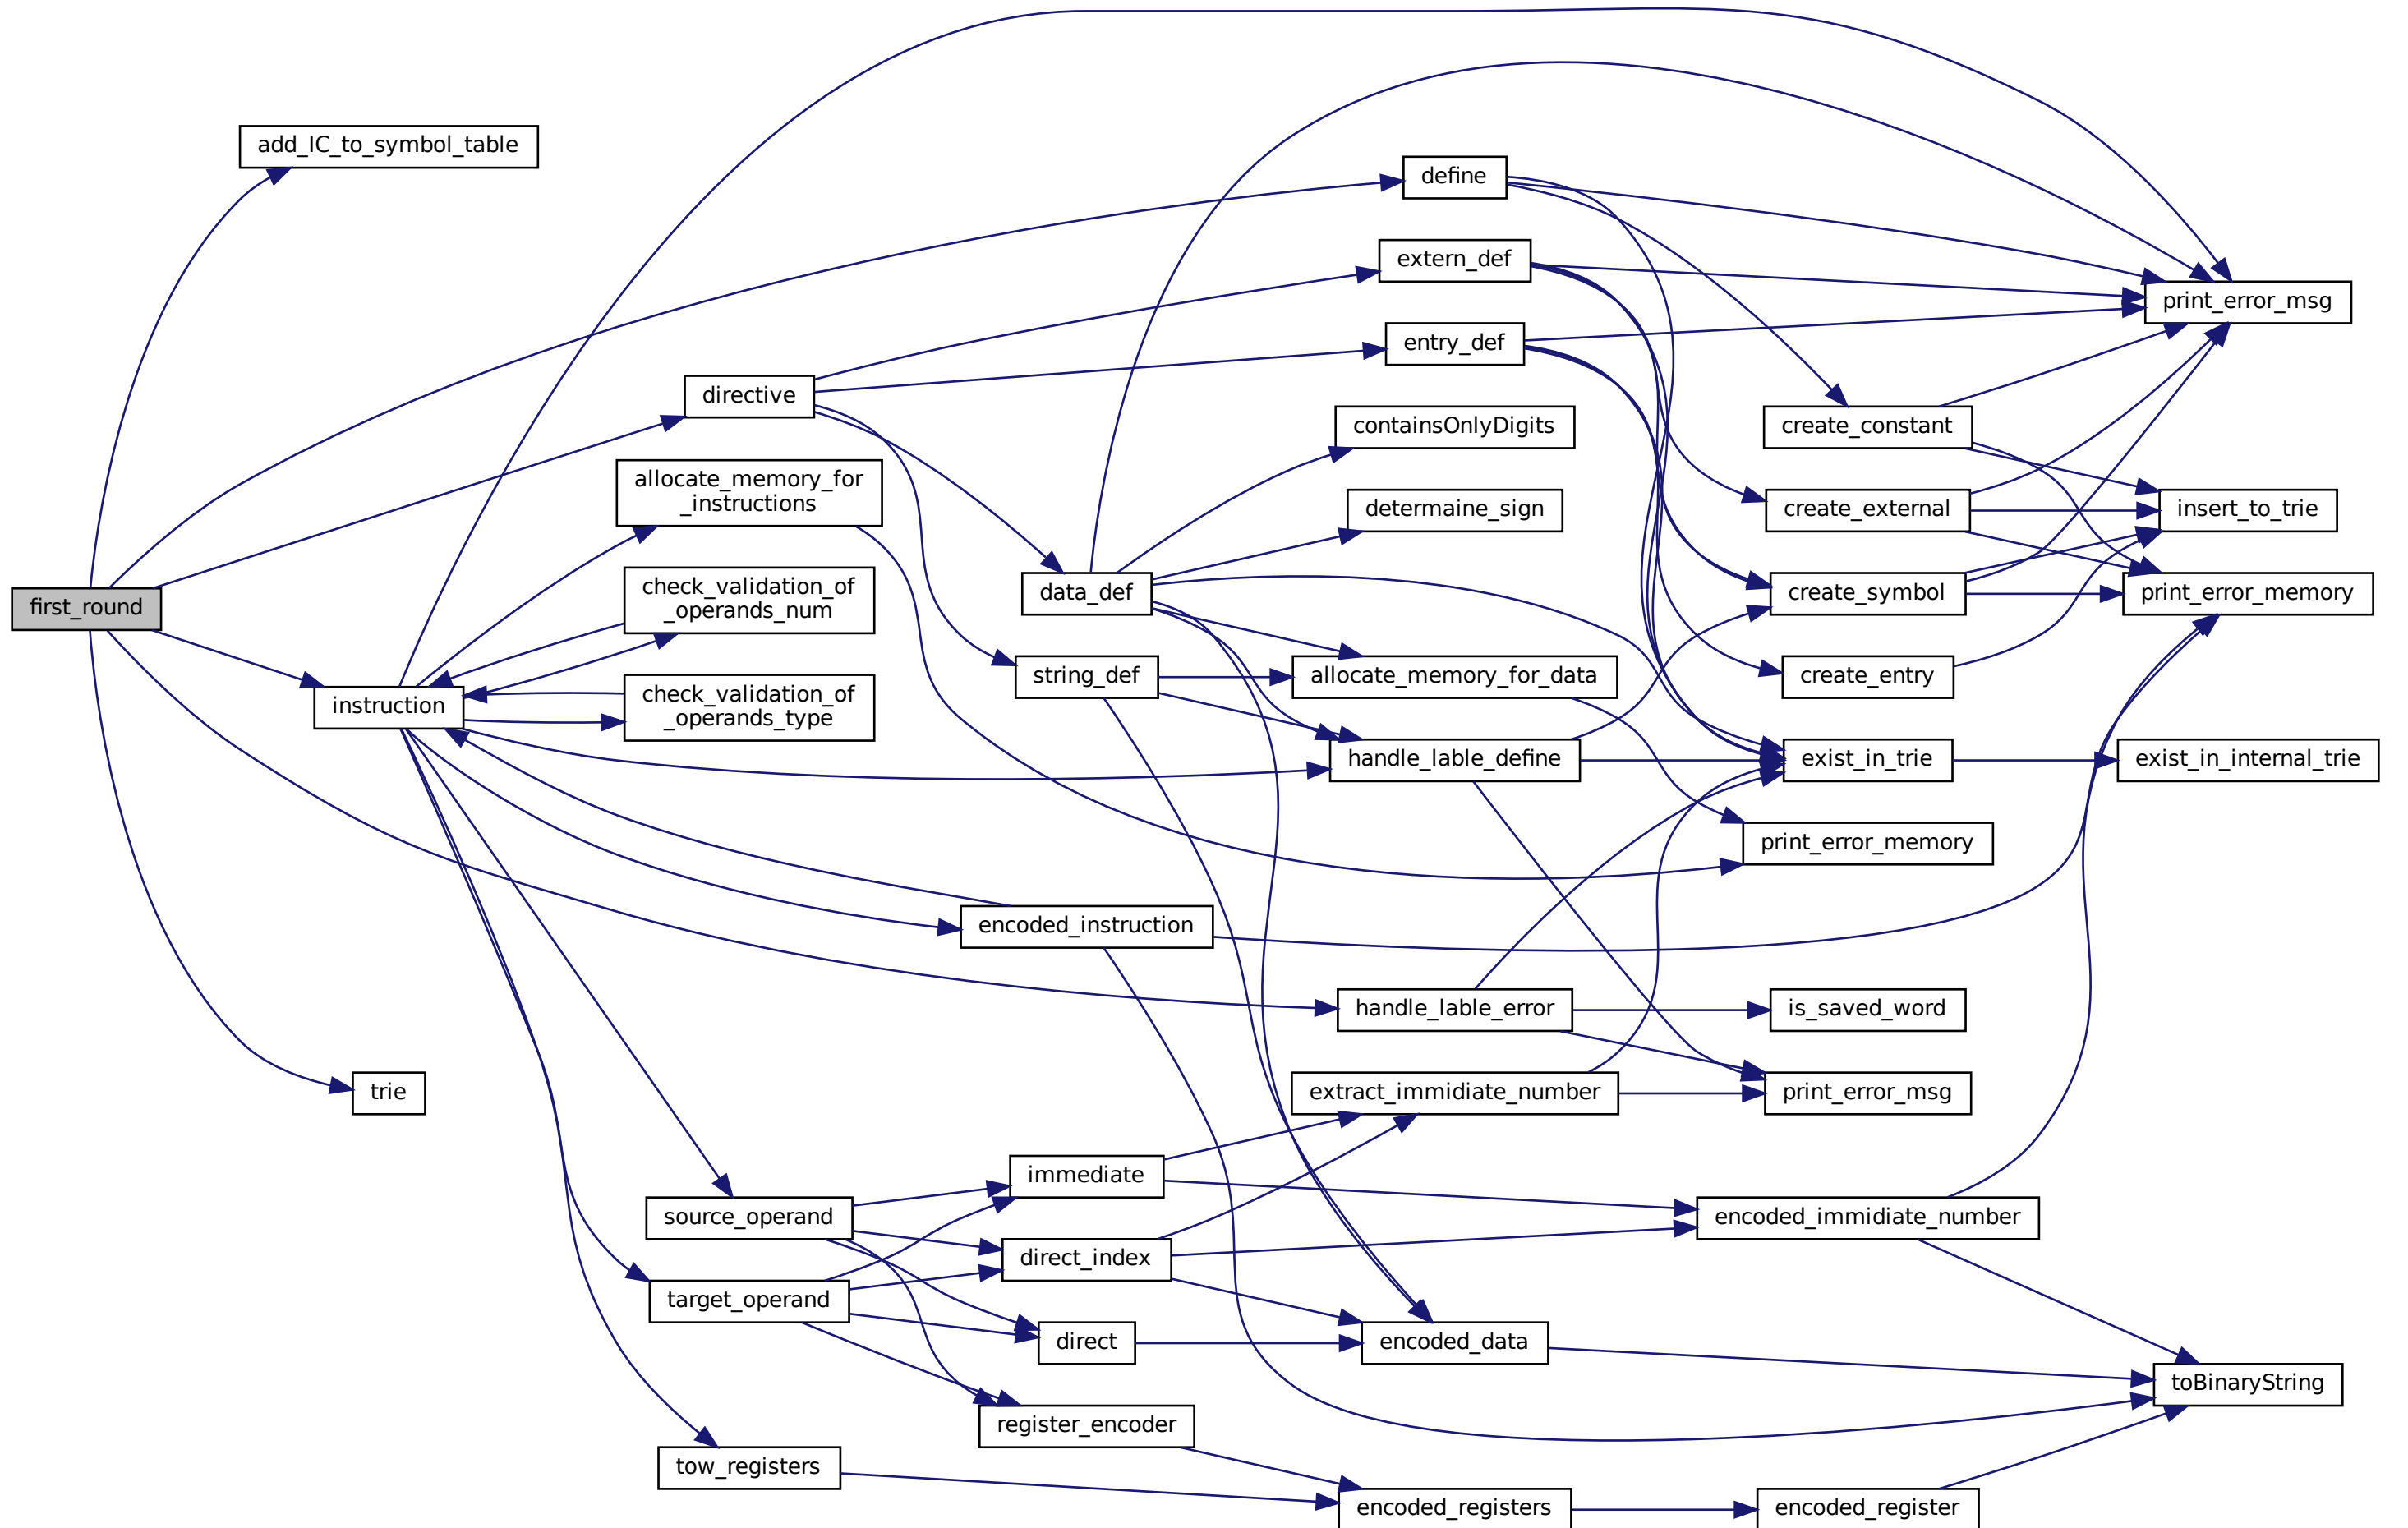 add_IC_to_symbol_table
define
extern_def
print_error_msg
entry_def
directive
containsOnlyDigits
create_constant
allocate_memory_for
_instructions
determaine_sign
create_external
insert_to_trie
check_validation_of
_operands_num
first_round
data_def
create_symbol
print_error_memory
instruction
check_validation_of
_operands_type
string_def
allocate_memory_for_data
create_entry
handle_lable_define
exist_in_trie
exist_in_internal_trie
print_error_memory
encoded_instruction
handle_lable_error
is_saved_word
trie
extract_immidiate_number
print_error_msg
immediate
source_operand
encoded_immidiate_number
direct_index
target_operand
direct
encoded_data
toBinaryString
register_encoder
tow_registers
encoded_registers
encoded_register